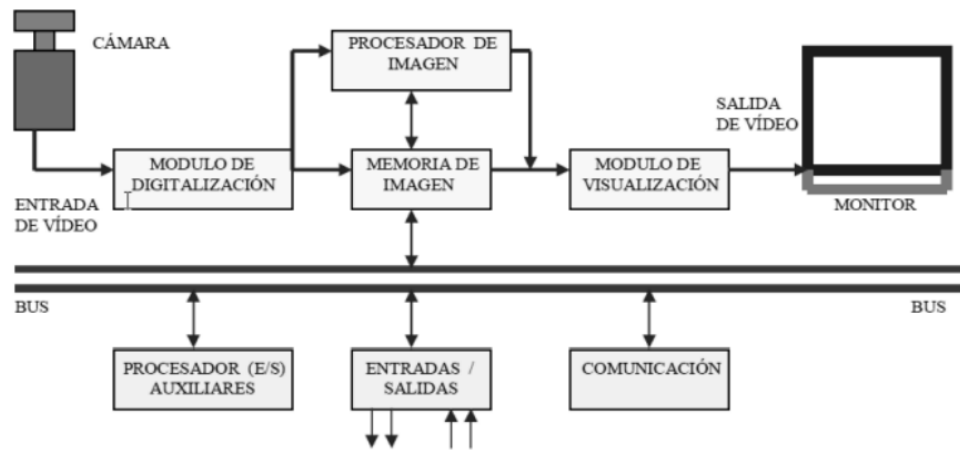 CÁMARA
PROCESADOR DE
IMAGEN
SALIDA
DE VÍDEO
MODULO DE
DIGITALIZACIÓN
MEMORIA DE
IMAGEN
MODULO DE
VISUALIZACIÓN
ENTRADA
DE VÍDEO
MONITOR
BUS
BUS
PROCESADOR (E/S)
AUXILIARES
ENTRADAS /
SALIDAS
COMUNICACIÓN